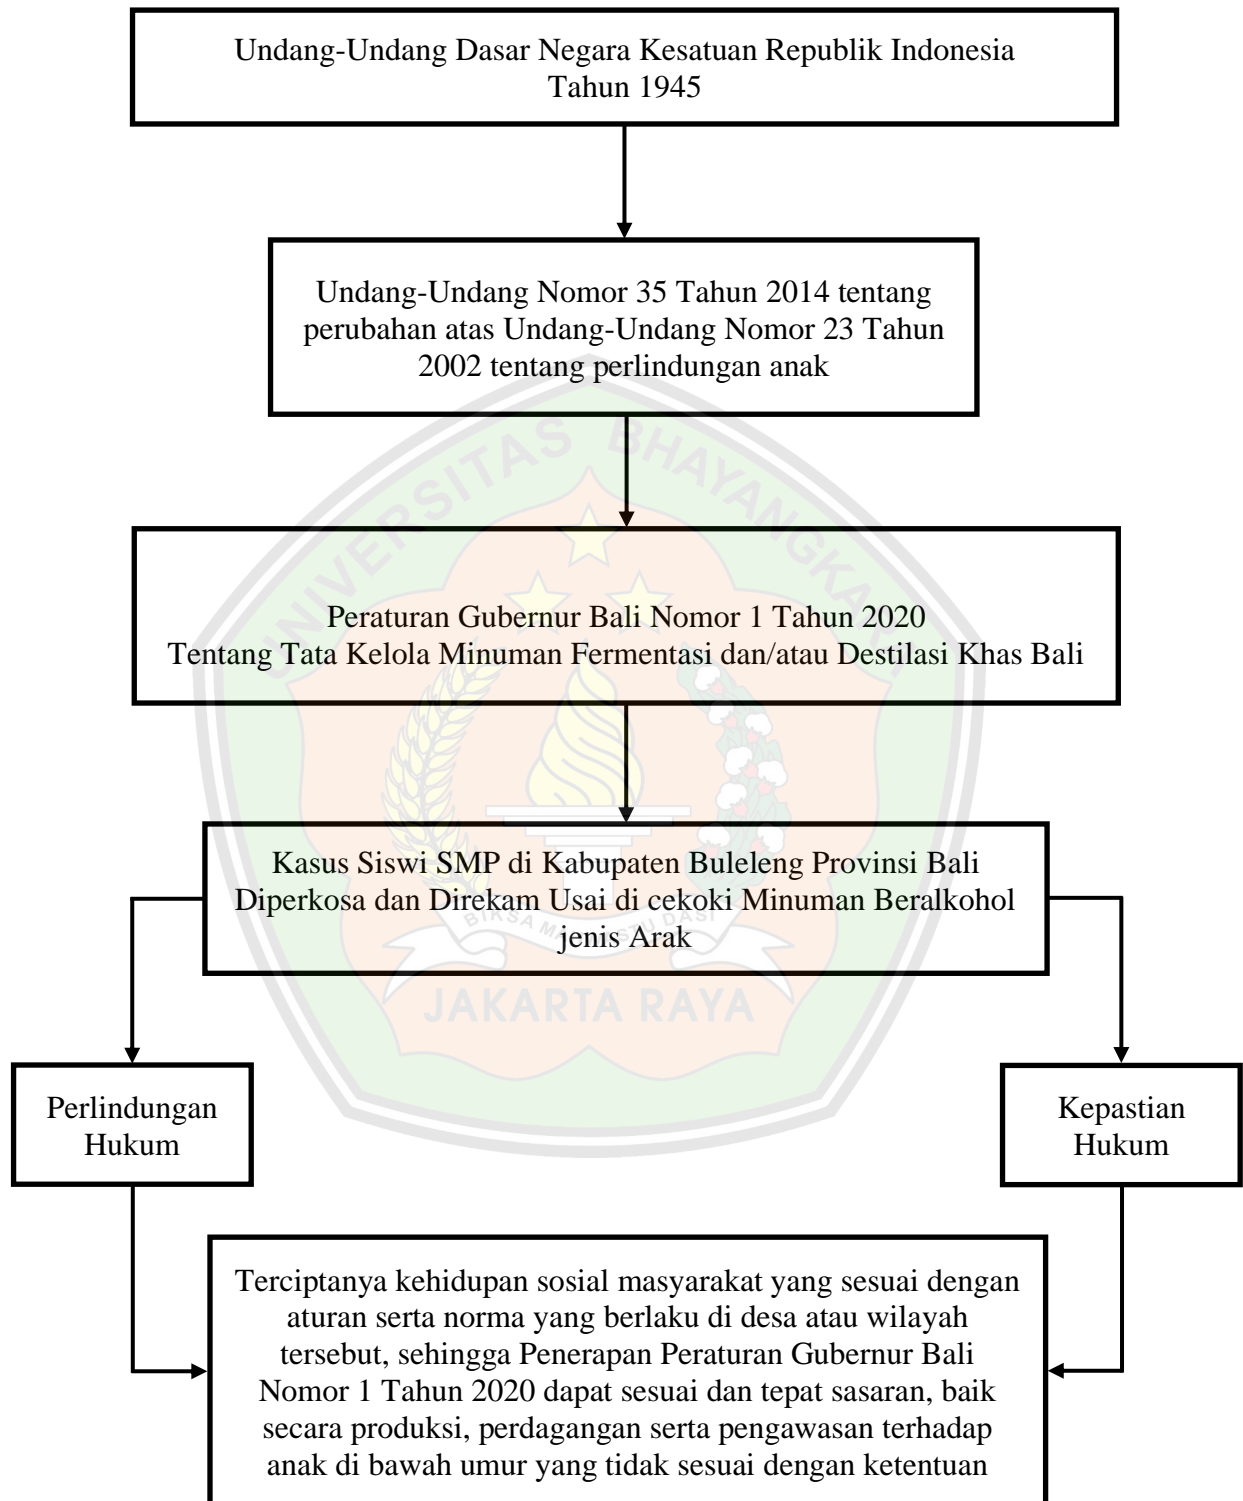 Undang-Undang Dasar Negara Kesatuan Republik Indonesia
Tahun 1945
Undang-Undang Nomor 35 Tahun 2014 tentang
perubahan atas Undang-Undang Nomor 23 Tahun
2002 tentang perlindungan anak
UNIVERSITAS BHAYANGKARA
Peraturan Gubernur Bali Nomor 1 Tahun 2020
Tentang Tata Kelola Minuman Fermentasi dan/atau Destilasi Khas Bali
Kasus Siswi SMP di Kabupaten Buleleng Provinsi Bali
Diperkosa dan Direkam Usai di cekoki Minuman Beralkohol
jenis Arak
JAKARTA RAYA
Perlindungan
Hukum
Kepastian
Hukum
Terciptanya kehidupan sosial masyarakat yang sesuai dengan
aturan serta norma yang berlaku di desa atau wilayah
tersebut, sehingga Penerapan Peraturan Gubernur Bali
Nomor 1 Tahun 2020 dapat sesuai dan tepat sasaran, baik
secara produksi, perdagangan serta pengawasan terhadap
anak di bawah umur yang tidak sesuai dengan ketentuan